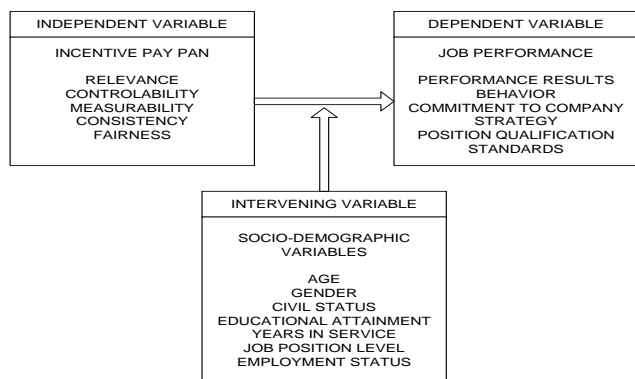 INDEPENDENT VARIABLE
INCENTIVE PAY PAN
RELEVANCE
CONTROLABILITY
MEASURABILITY
CONSISTENCY
FAIRNESS
DEPENDENT VARIABLE
JOB PERFORMANCE
PERFORMANCE RESULTS
BEHAVIOR
COMMITMENT TO COMPANY
STRATEGY
POSITION QUALIFICATION
STANDARDS
INTERVENING VARIABLE
SOCIO-DEMOGRAPHIC
VARIABLES
AGE
GENDER
CIVIL STATUS
EDUCATIONAL ATTAINMENT
YEARS IN SERVICE
JOB POSITION LEVEL
EMPLOYMENT STATUS